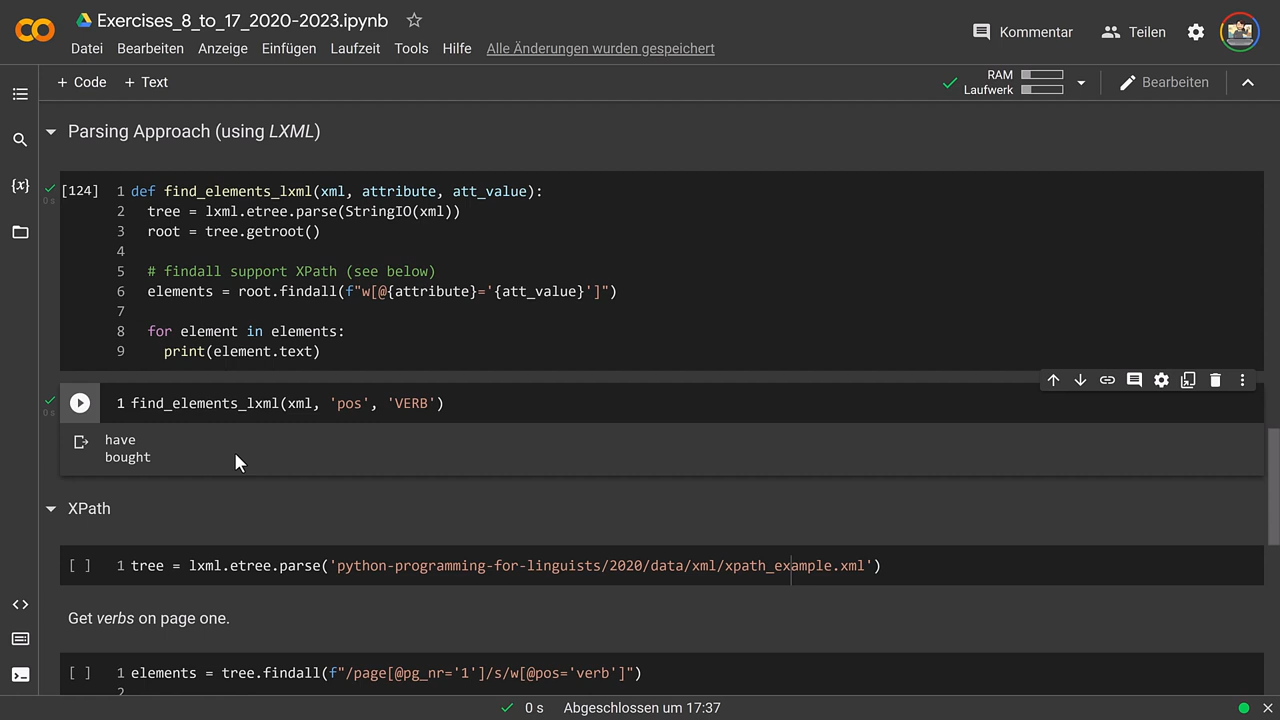 Exercises_8_to_17_2020-2023.ipynb
Datei Bearbeiten Anzeige Einfügen Laufzeit Tools Hilfe Alle Änderungen wurden gespeichert
Kommentar Teilen
+ Code + Text
RAM
Laufwerk
Bearbeiten
Parsing Approach (using LXML)
[124] 1 def find_elements_lxml(xml, attribute, att_value):
2 tree = lxml.etree.parse(StringIO(xml))
3 root = tree.getroot()
4
5 # findall support XPath (see below)
6 elements = root.findall(f"w[@{attribute}='{att_value}']")
7
8 for element in elements:
9 print(element.text)
0 s
1 find_elements_lxml(xml, 'pos', 'VERB')
0 s
have
bought
XPath
[ ] 1 tree = lxml.etree.parse('python-programming-for-linguists/2020/data/xml/xpath_example.xml')
Get verbs on page one.
[ ] 1 elements = tree.findall(f"/page[@pg_nr='1']/s/w[@pos='verb']")
2
0 s Abgeschlossen um 17:37